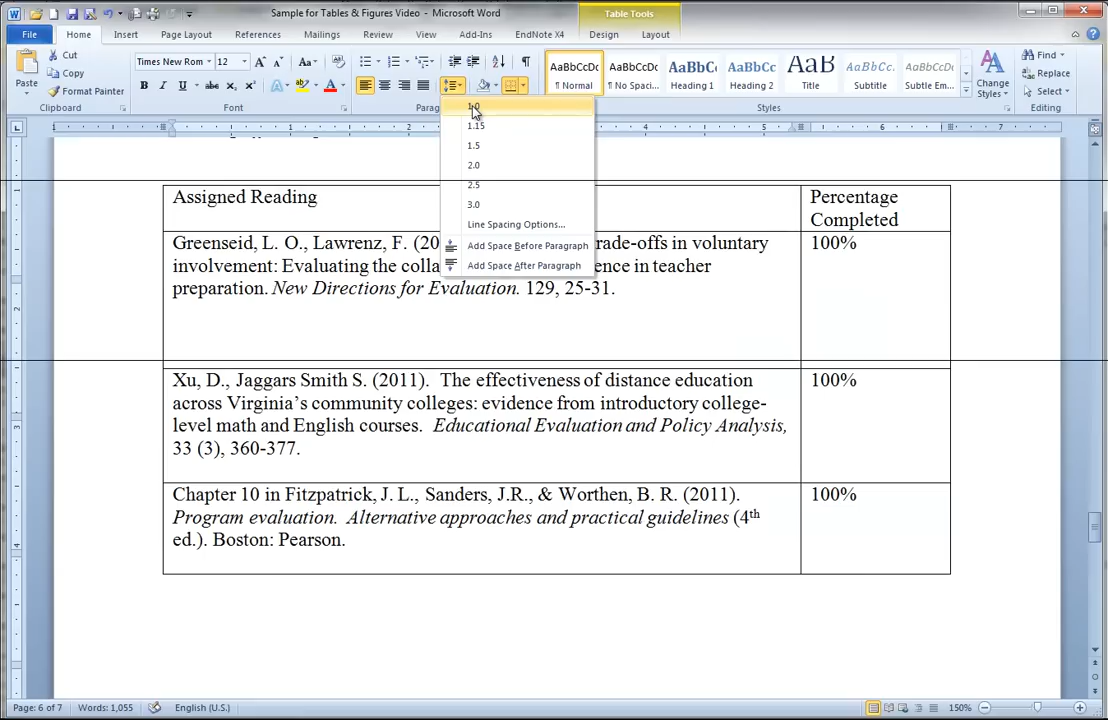 Sample for Tables & Figures Video - Microsoft Word
Table Tools
File Home Insert Page Layout References Mailings Review View Add-Ins EndNote X4 Design Layout
Paste
Cut
Copy
Format Painter
Clipboard
Times New Rom 12
Font
Parag
AaBbCcDc AaBbCcDc AaBbC AaBbCc AaBb AaBbCcL AaBbCcDc
¶ Normal ¶ No Spaci... Heading 1 Heading 2 Title Subtitle Subtle Em...
Change Styles
Styles
Find
Replace
Select
Editing
1.0
1.15
1.5
2.0
2.5
3.0
Line Spacing Options...
Add Space Before Paragraph
Add Space After Paragraph
Assigned Reading
Percentage
Completed
Greenseid, L. O., Lawrenz, F. (20 rade-offs in voluntary
involvement: Evaluating the colla ence in teacher
preparation. New Directions for Evaluation. 129, 25-31.
100%
Xu, D., Jaggars Smith S. (2011). The effectiveness of distance education
across Virginia's community colleges: evidence from introductory college-
level math and English courses. Educational Evaluation and Policy Analysis,
33 (3), 360-377.
100%
Chapter 10 in Fitzpatrick, J. L., Sanders, J.R., & Worthen, B. R. (2011).
Program evaluation. Alternative approaches and practical guidelines (4th
ed.). Boston: Pearson.
100%
Page: 6 of 7 Words: 1,055 English (U.S.) 150%